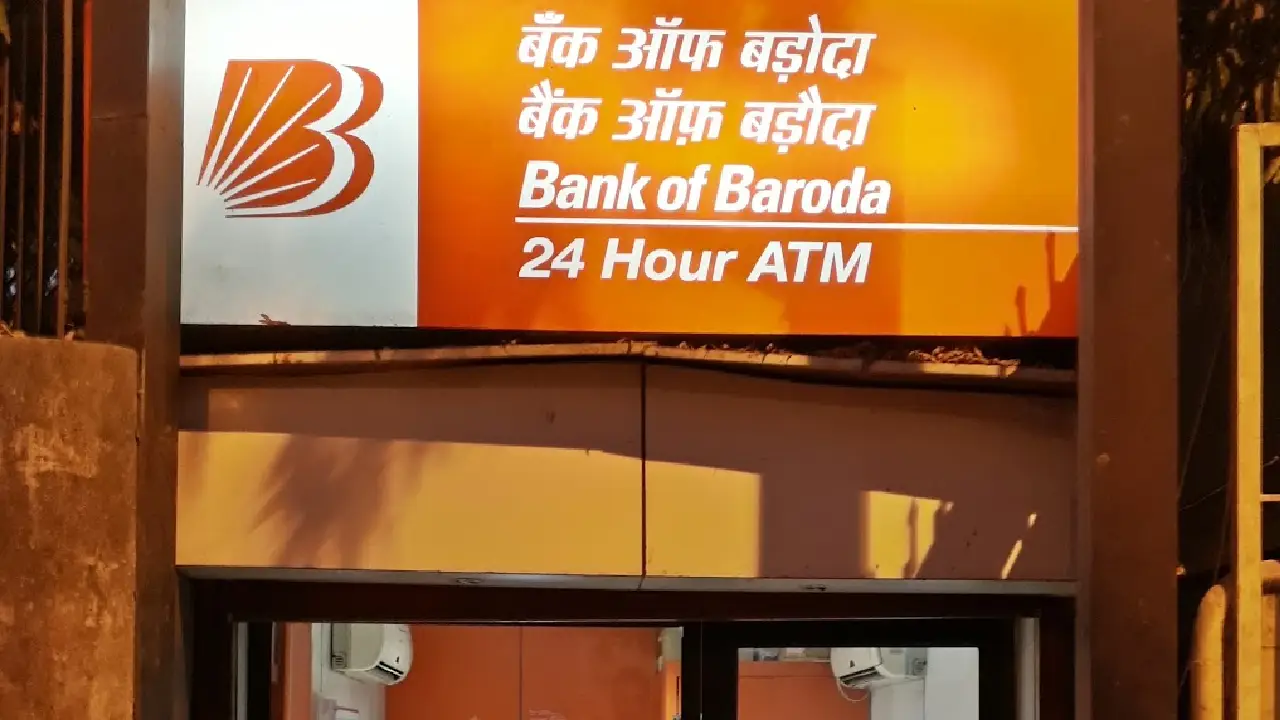 बँक ऑफ बड़ोदा
बैंक ऑफ़ बड़ौदा
Bank of Baroda
24 Hour ATM